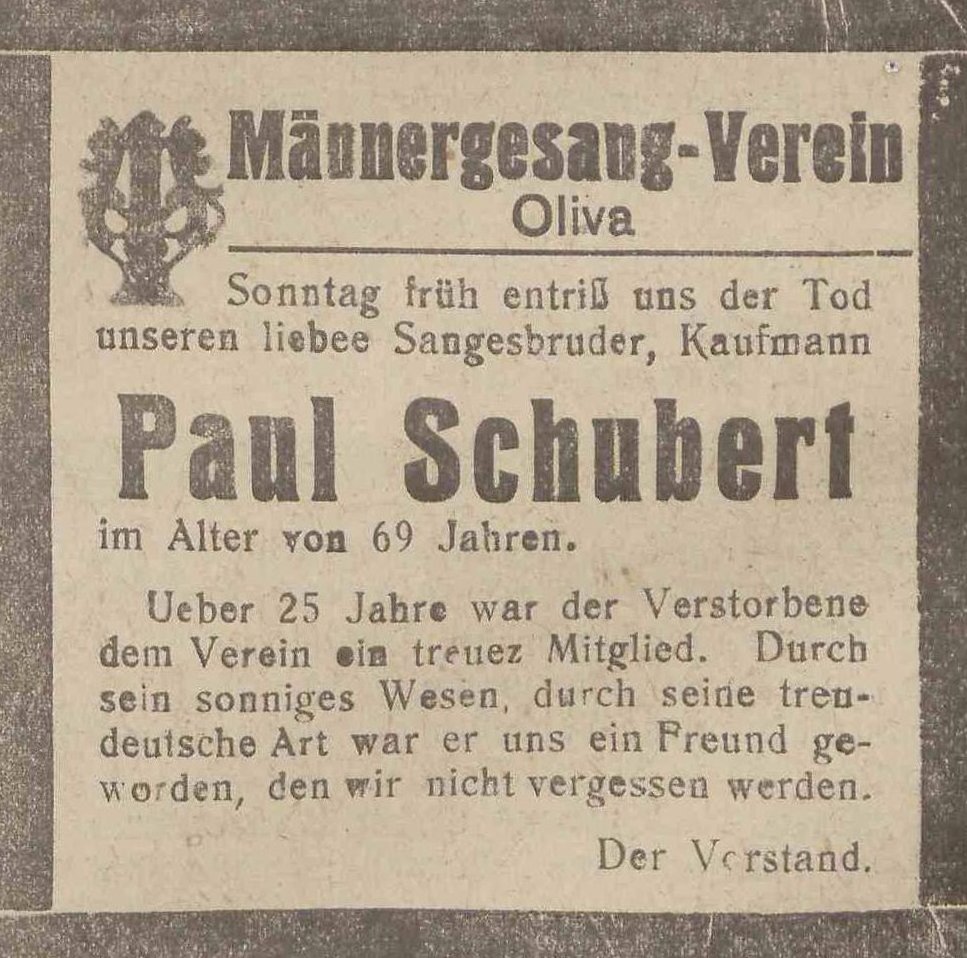 Männergesang-Verein
Oliva
Sonntag früh entriß uns der Tod
unseren liebee Sangesbruder, Kaufmann
Paul Schubert
im Alter von 69 Jahren.
Ueber 25 Jahre war der Verstorbene
dem Verein ein treuez Mitglied. Durch
sein sonniges Wesen, durch seine treu-
deutsche Art war er uns ein Freund ge-
worden, den wir nicht vergessen werden.
Der Vorstand.